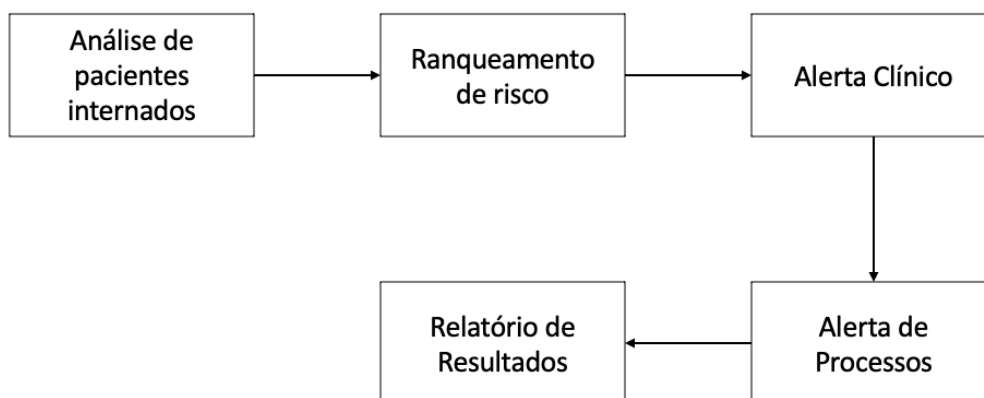 Análise de
pacientes
internados
Ranqueamento
de risco
Alerta Clínico
Alerta de
Processos
Relatório de
Resultados